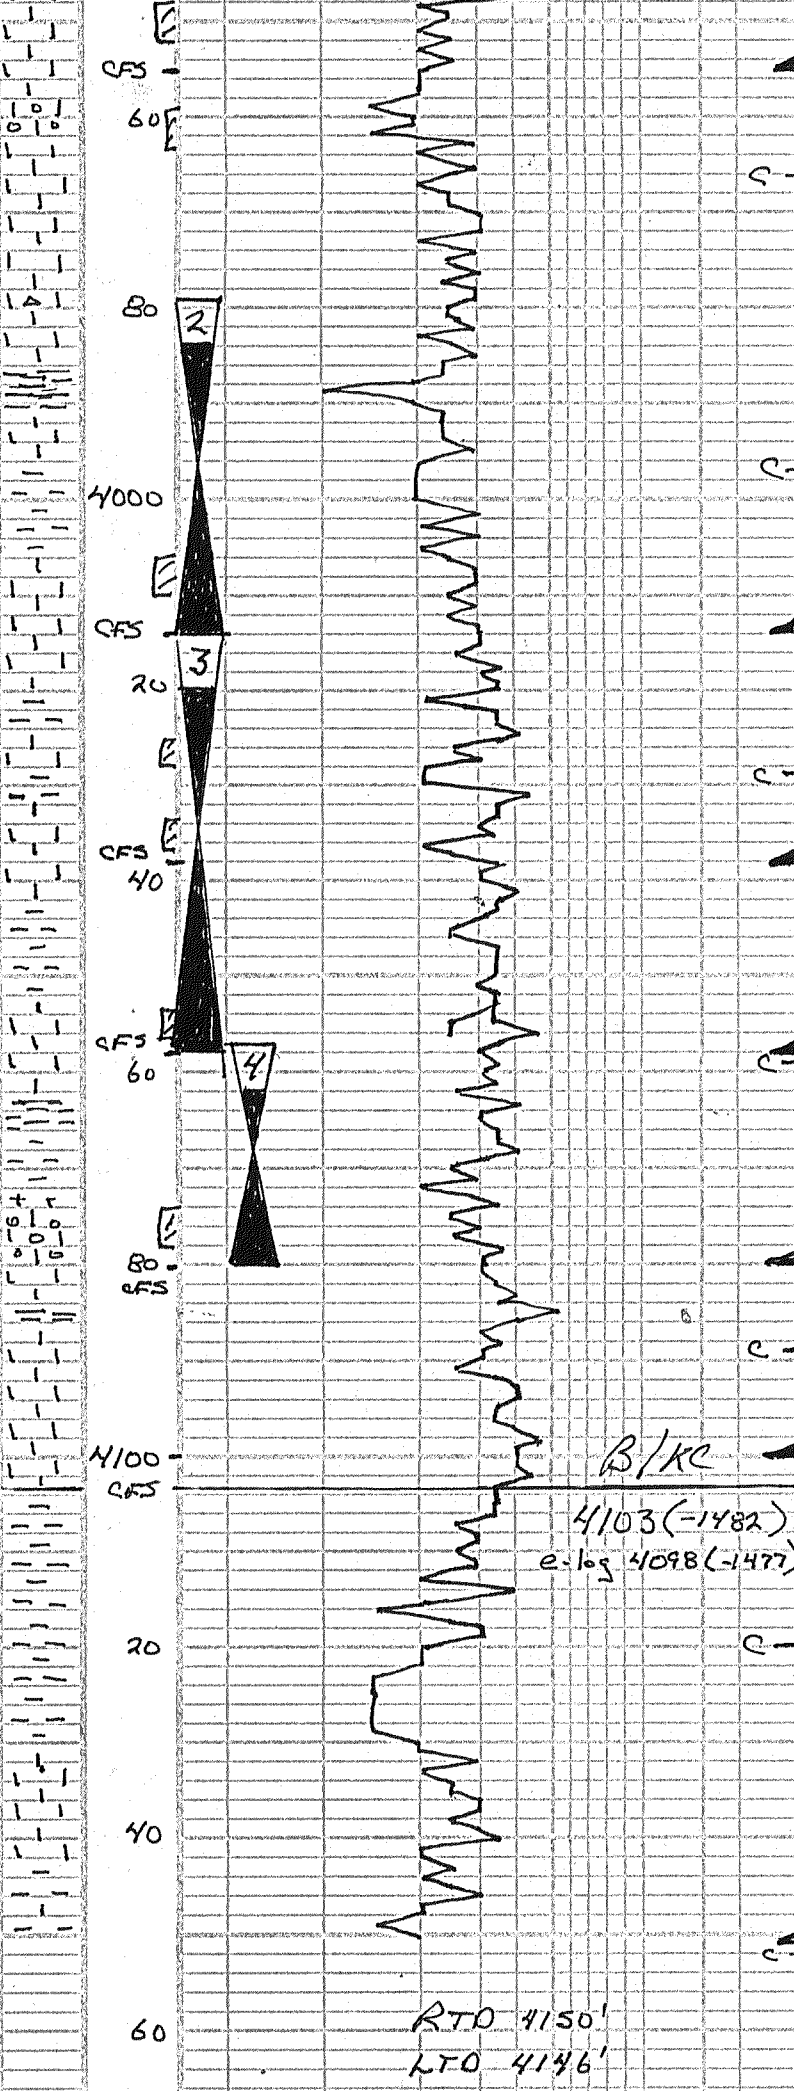 CFS
60
C
80
2
C
4000
CFS
3
20
C
CFS
40
CFS
C
60
4
80
CFS
C
4100
B/KC
CFS
4103 (-1482)
e-log 4098 (-1477)
20
C
40
C
RTD 4150'
60
LTD 4146'